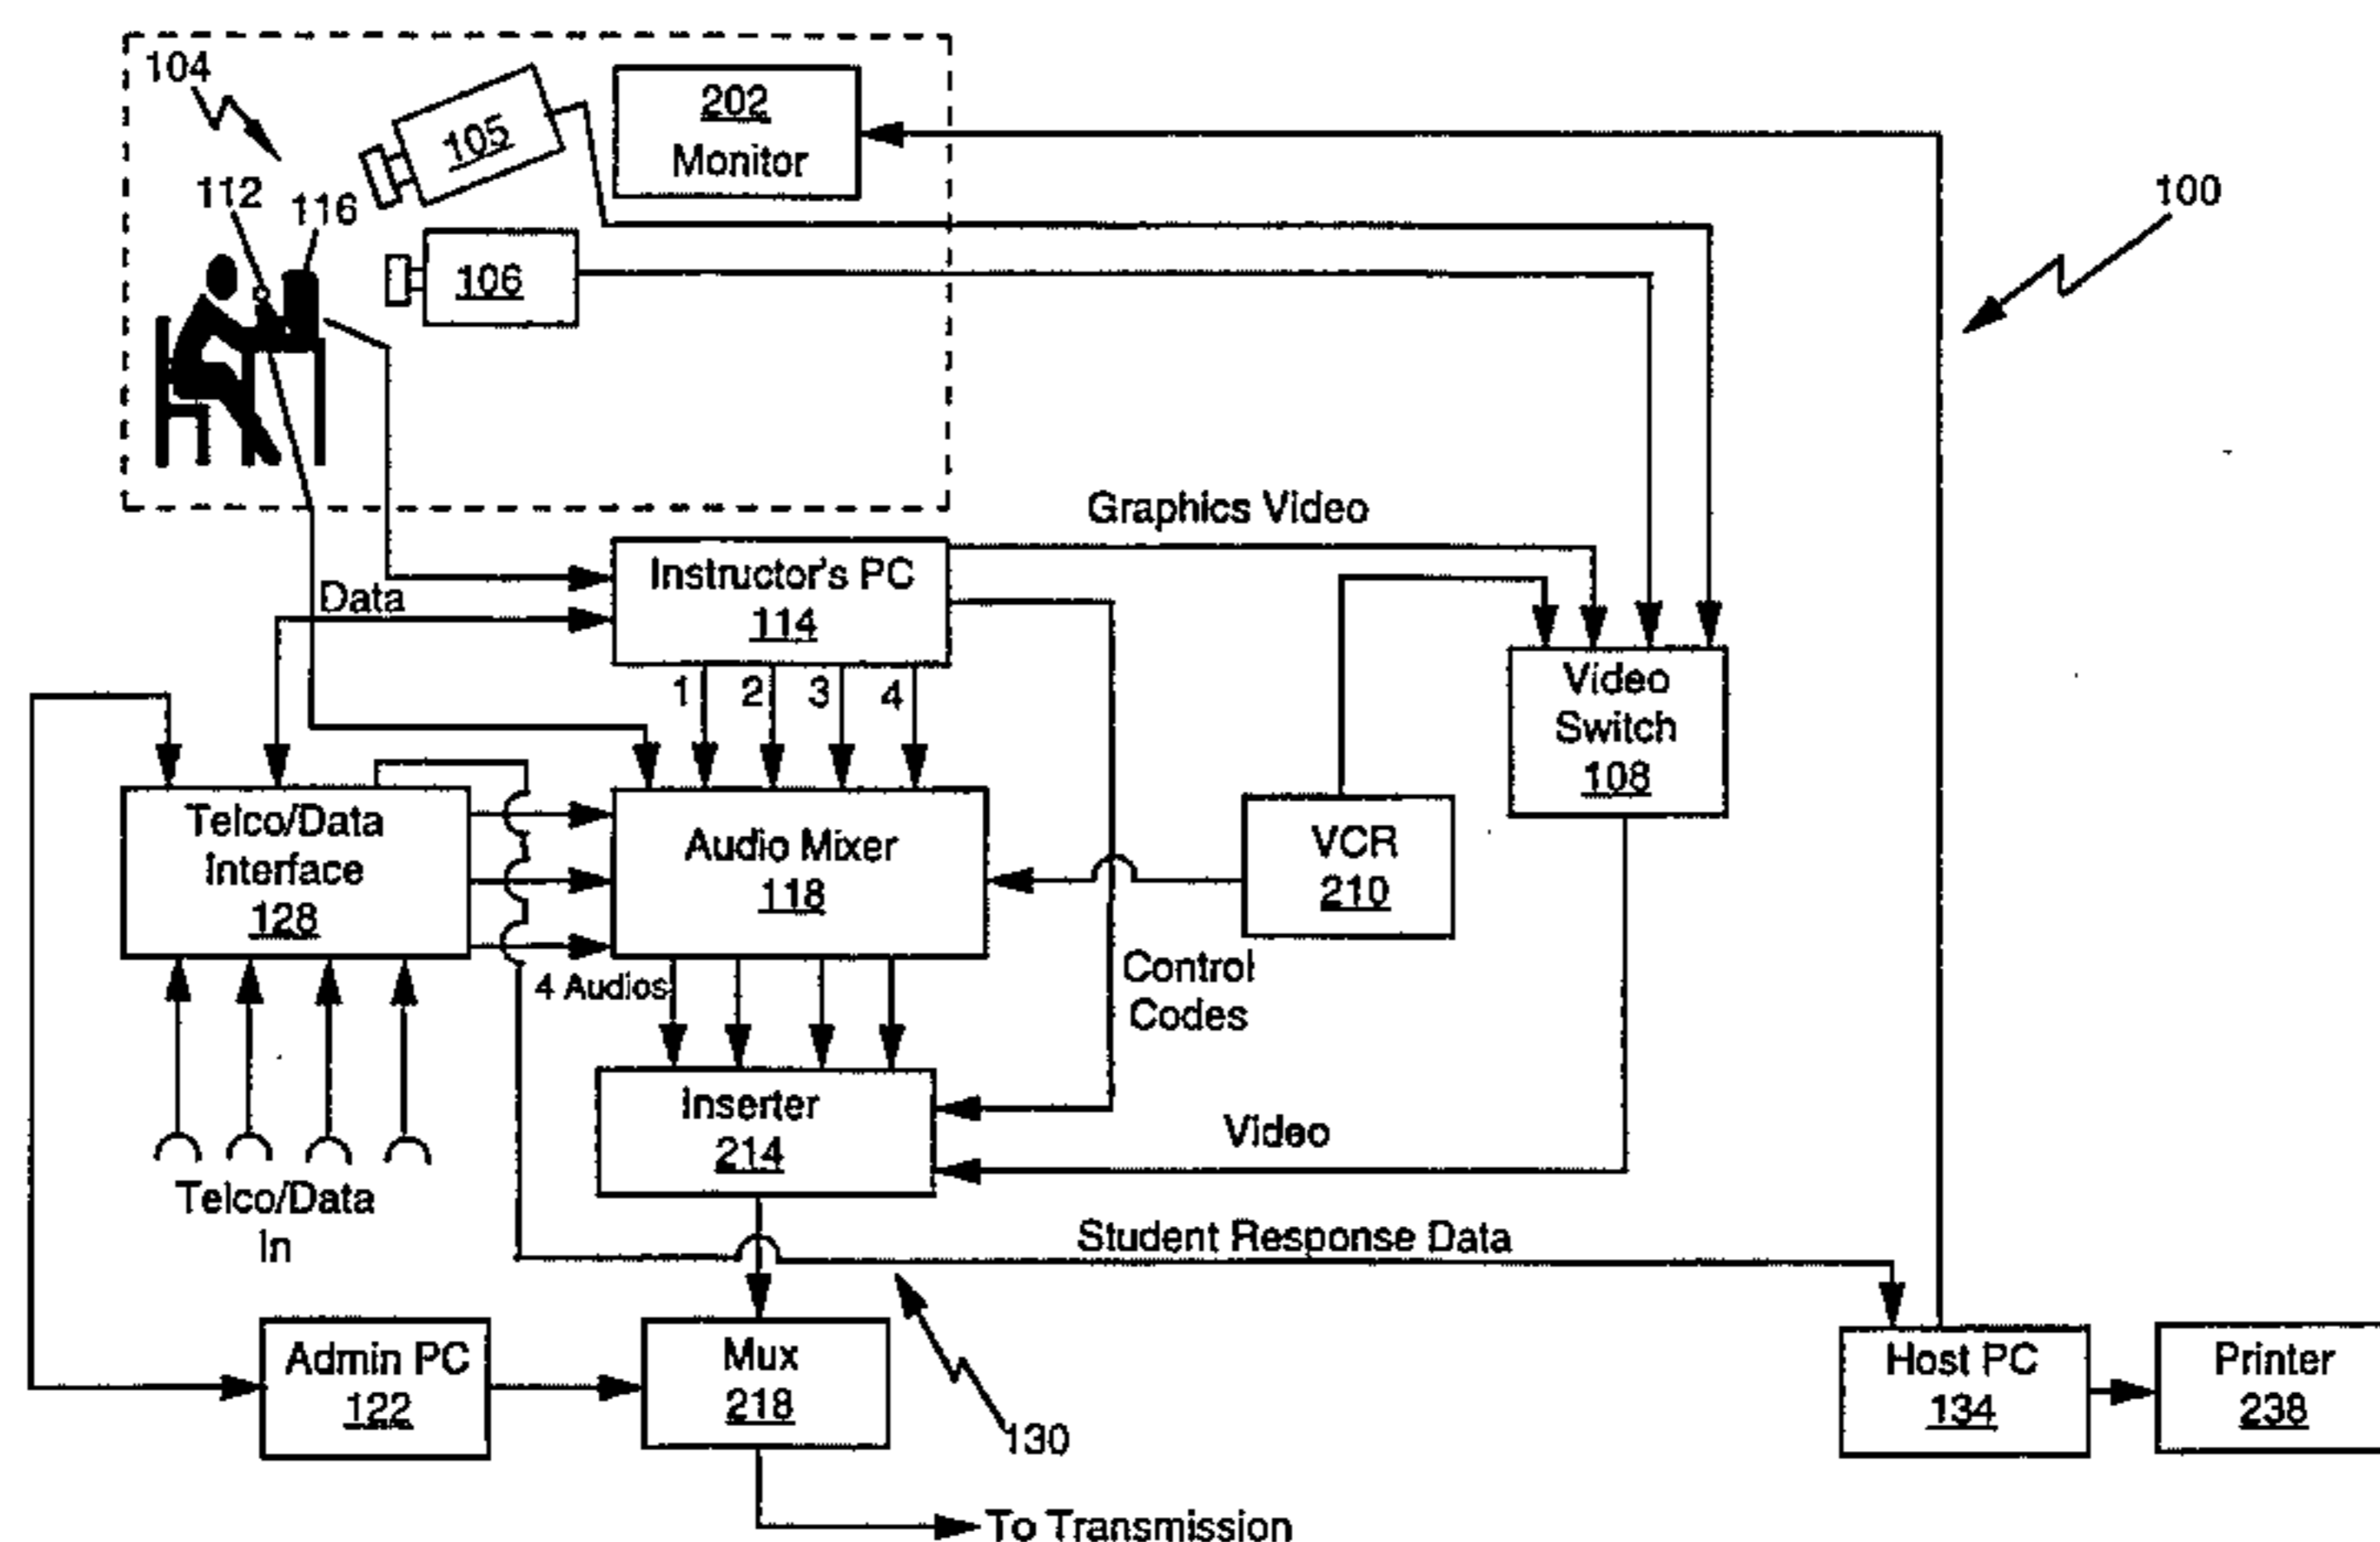 104
105
202
Monitor
112
116
100
106
Graphics Video
Instructor's PC
114
Data
1 2 3 4
Video
Switch
108
Telco/Data
Interface
128
Audio Mixer
118
VCR
210
4 Audios
Control
Codes
Inserter
214
Video
Telco/Data
In
Student Response Data
Admin PC
122
Mux
218
130
Host PC
134
Printer
238
To Transmission